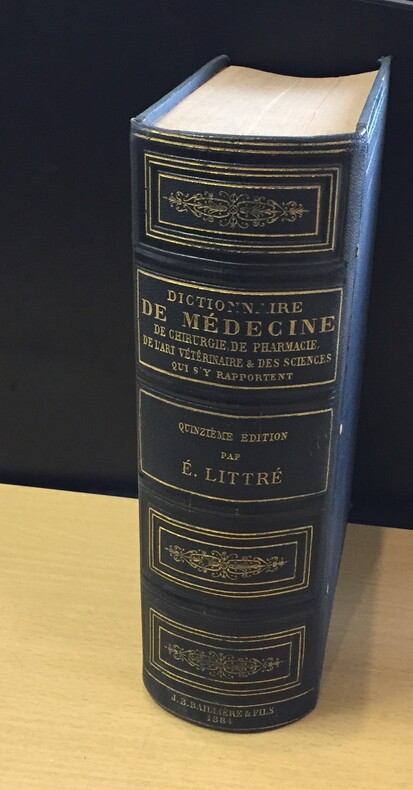 DICTIONNAIRE
DE MÉDECINE
DE CHIRURGIE, DE PHARMACIE,
DE L'ART VÉTÉRINAIRE & DES SCIENCES
QUI S'Y RAPPORTENT
QUINZIÈME EDITION
PAR
É. LITTRÉ
J. B. BAILLIÈRE & FILS
1884